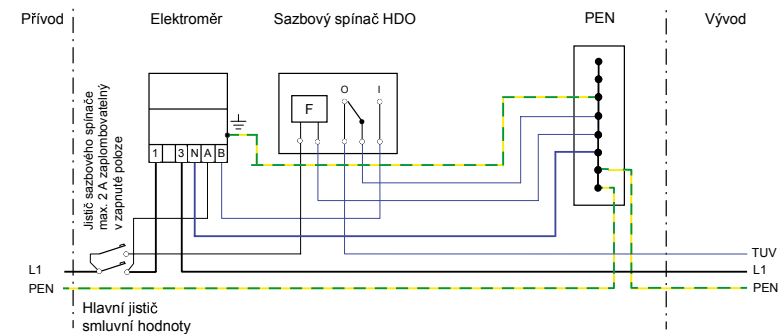 Přívod
Elektroměr
Sazbový spínač HDO
PEN
Vývod
F
O
I
1
3
N
A
B
Jistič sazbového spínače
max. 2 A zaplombovatelný
v zapnuté poloze
TUV
L1
L1
PEN
PEN
Hlavní jistič
smluvní hodnoty